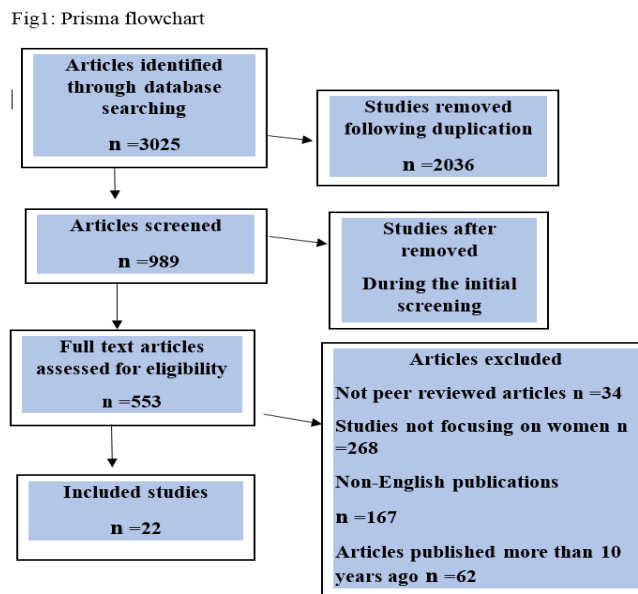 Fig1: Prisma flowchart
Articles identified
through database
searching
n =3025
Studies removed
following duplication
n =2036
Articles screened
n =989
Studies after
removed
During the initial
screening
Full text articles
assessed for eligibility
n =553
Articles excluded
Not peer reviewed articles n =34
Studies not focusing on women n
=268
Non-English publications
n =167
Articles published more than 10
years ago n =62
Included studies
n =22